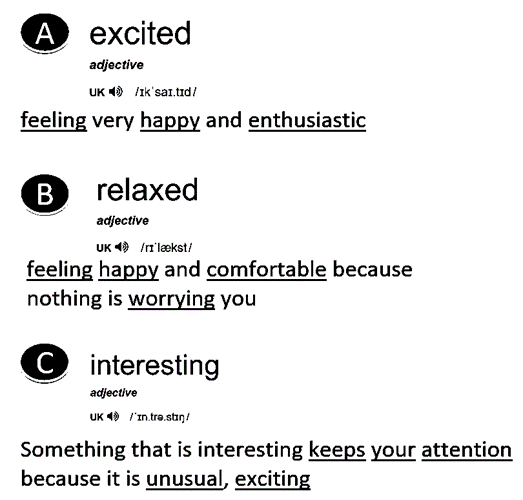 A excited
adjective
UK /ɪkˈsaɪ.tɪd/
feeling very happy and enthusiastic
B relaxed
adjective
UK /rɪˈlækst/
feeling happy and comfortable because
nothing is worrying you
C interesting
adjective
UK /ˈɪn.trə.stɪŋ/
Something that is interesting keeps your attention
because it is unusual, exciting